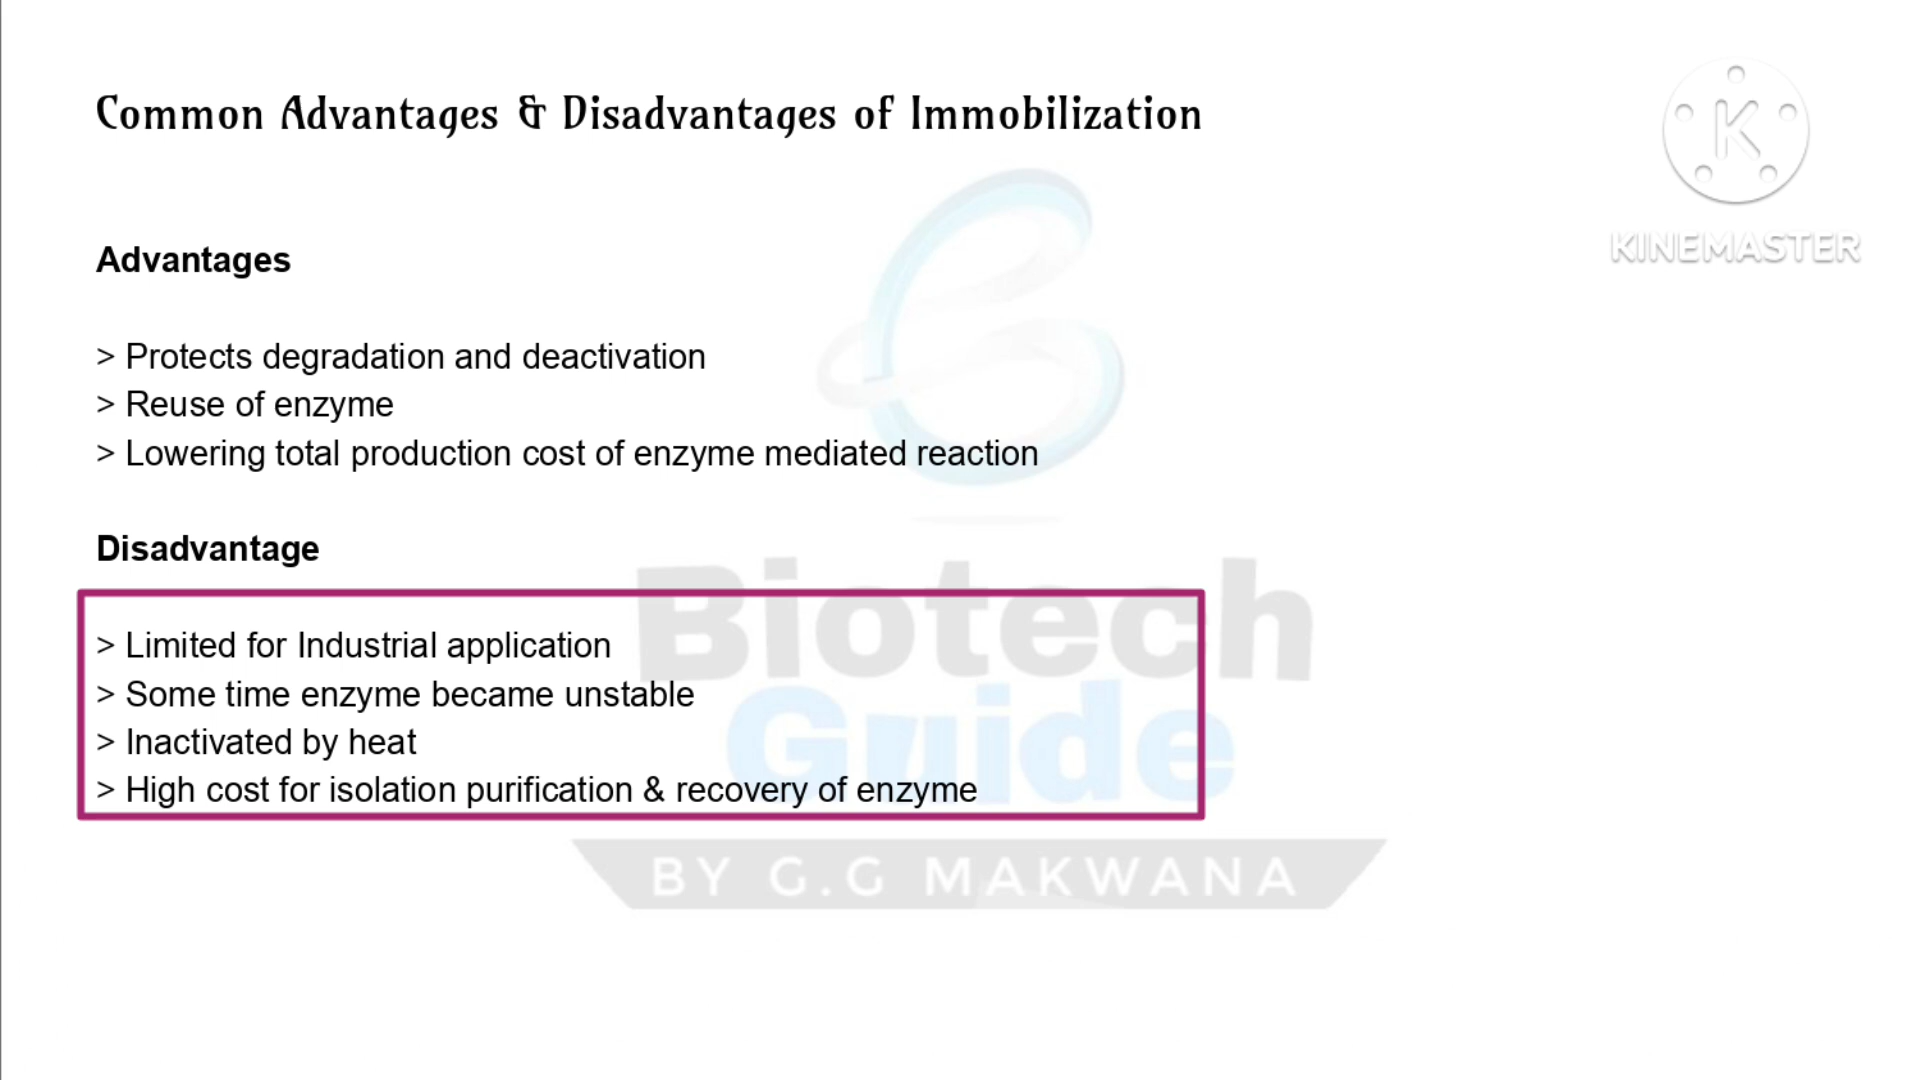 Common Advantages & Disadvantages of Immobilization
KINEMASTER
Advantages
> Protects degradation and deactivation
> Reuse of enzyme
> Lowering total production cost of enzyme mediated reaction
Disadvantage
> Limited for Industrial application
> Some time enzyme became unstable
> Inactivated by heat
> High cost for isolation purification & recovery of enzyme
Biotech
Guide
BY G.G MAKWANA